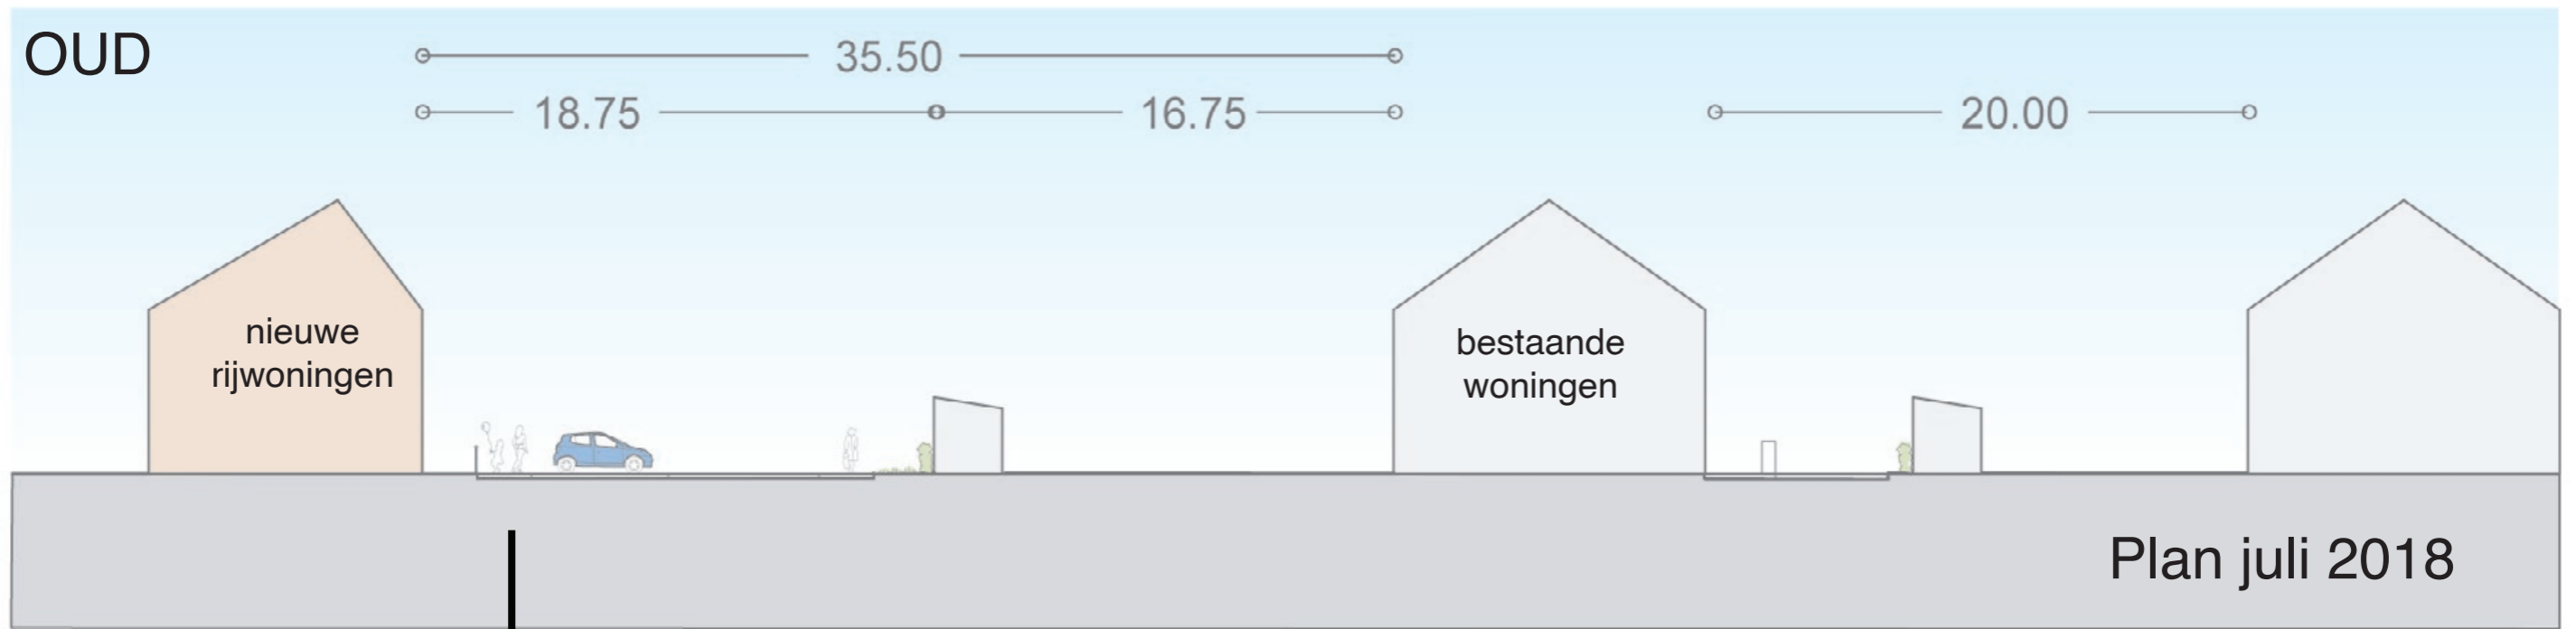 OUD
35.50
18.75 16.75 20.00
nieuwe
rijwoningen
bestaande
woningen
Plan juli 2018